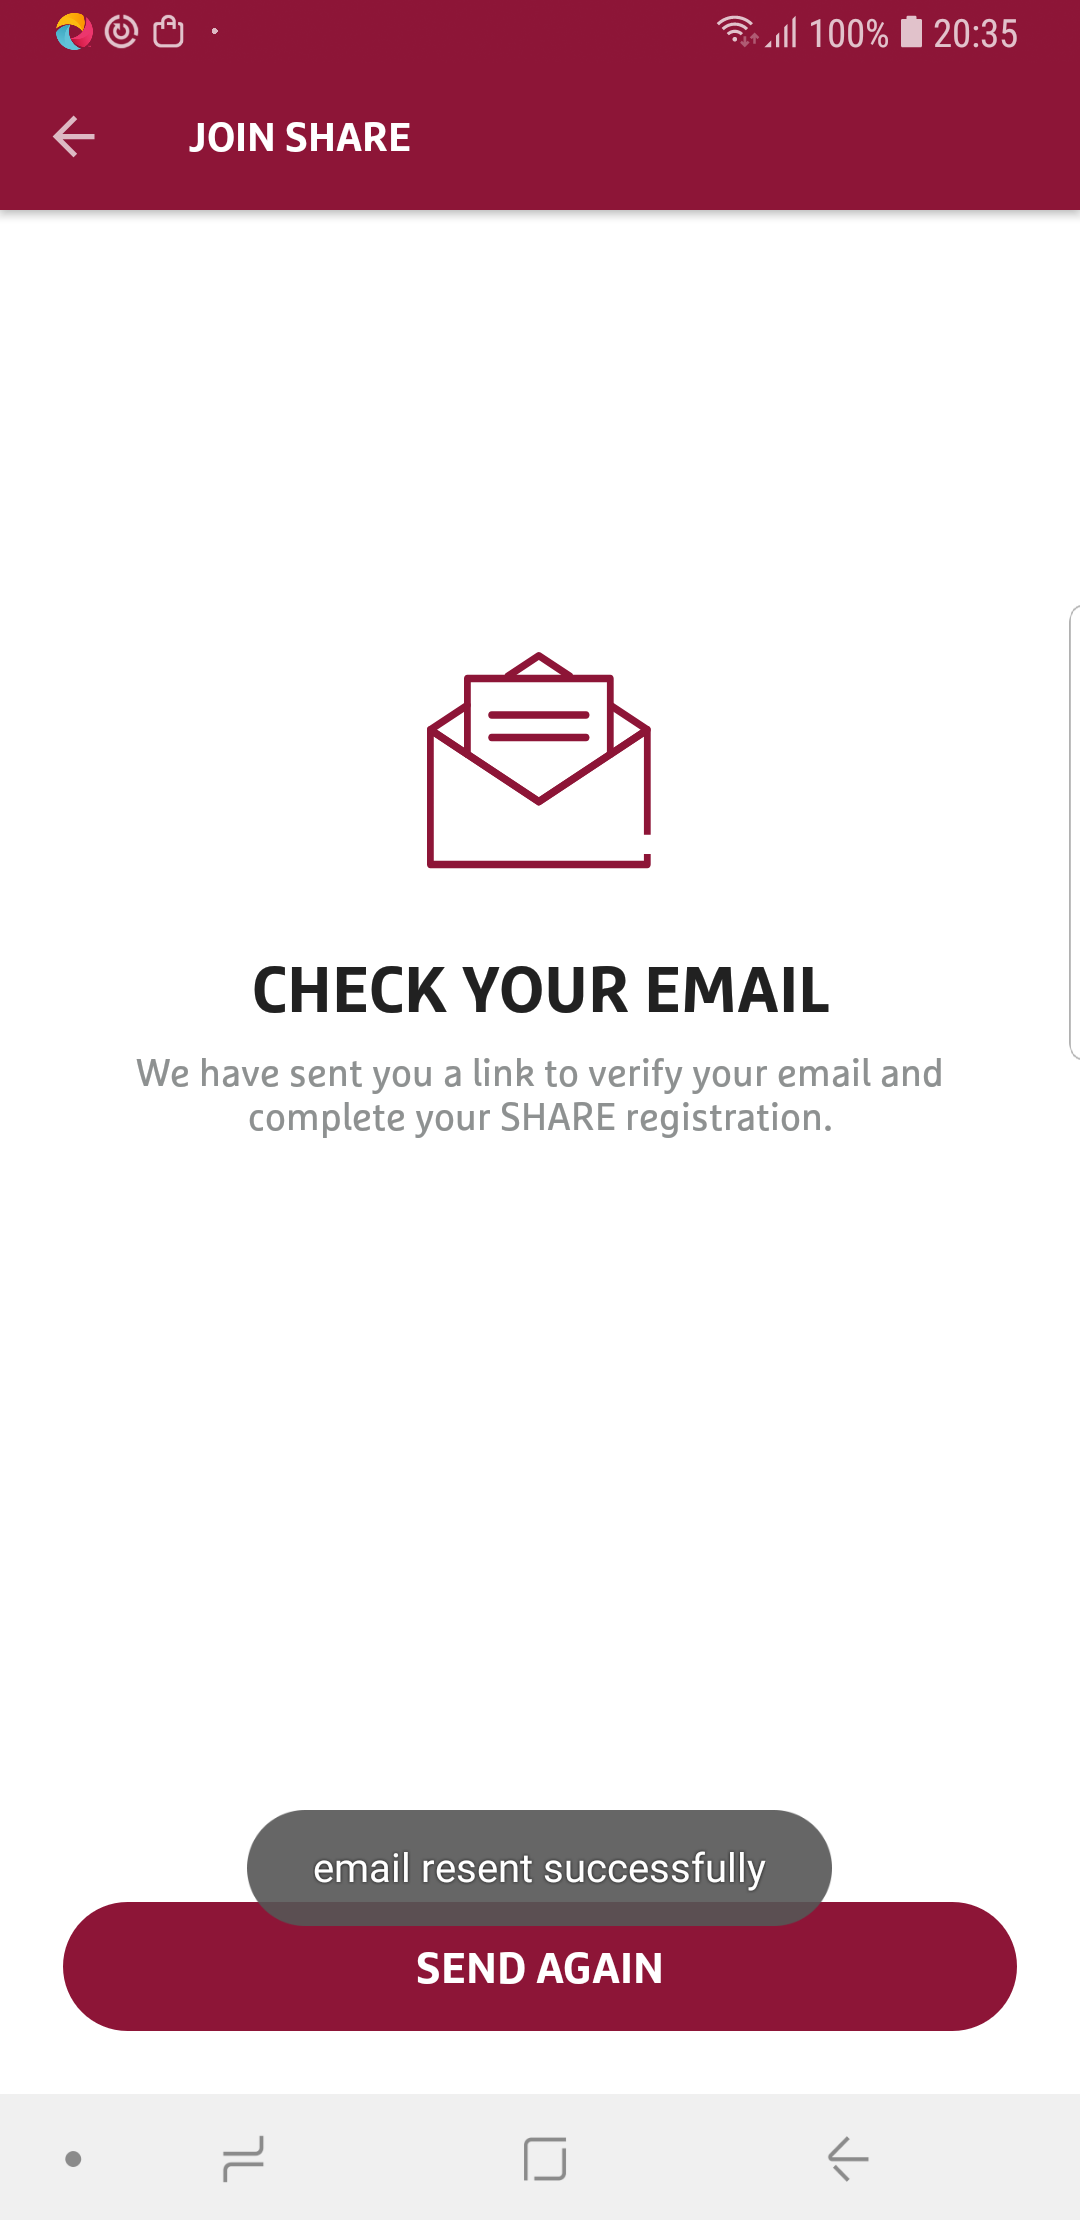 100% 20:35
JOIN SHARE
CHECK YOUR EMAIL
We have sent you a link to verify your email and
complete your SHARE registration.
email resent successfully
SEND AGAIN